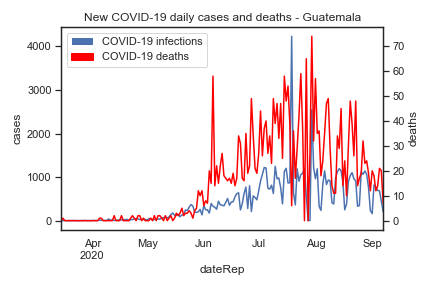 New COVID-19 daily cases and deaths - Guatemala
COVID-19 infections
COVID-19 deaths
4000
3000
2000
1000
0
cases
70
60
50
40
30
20
10
0
deaths
Apr
2020
May
Jun
Jul
Aug
Sep
dateRep